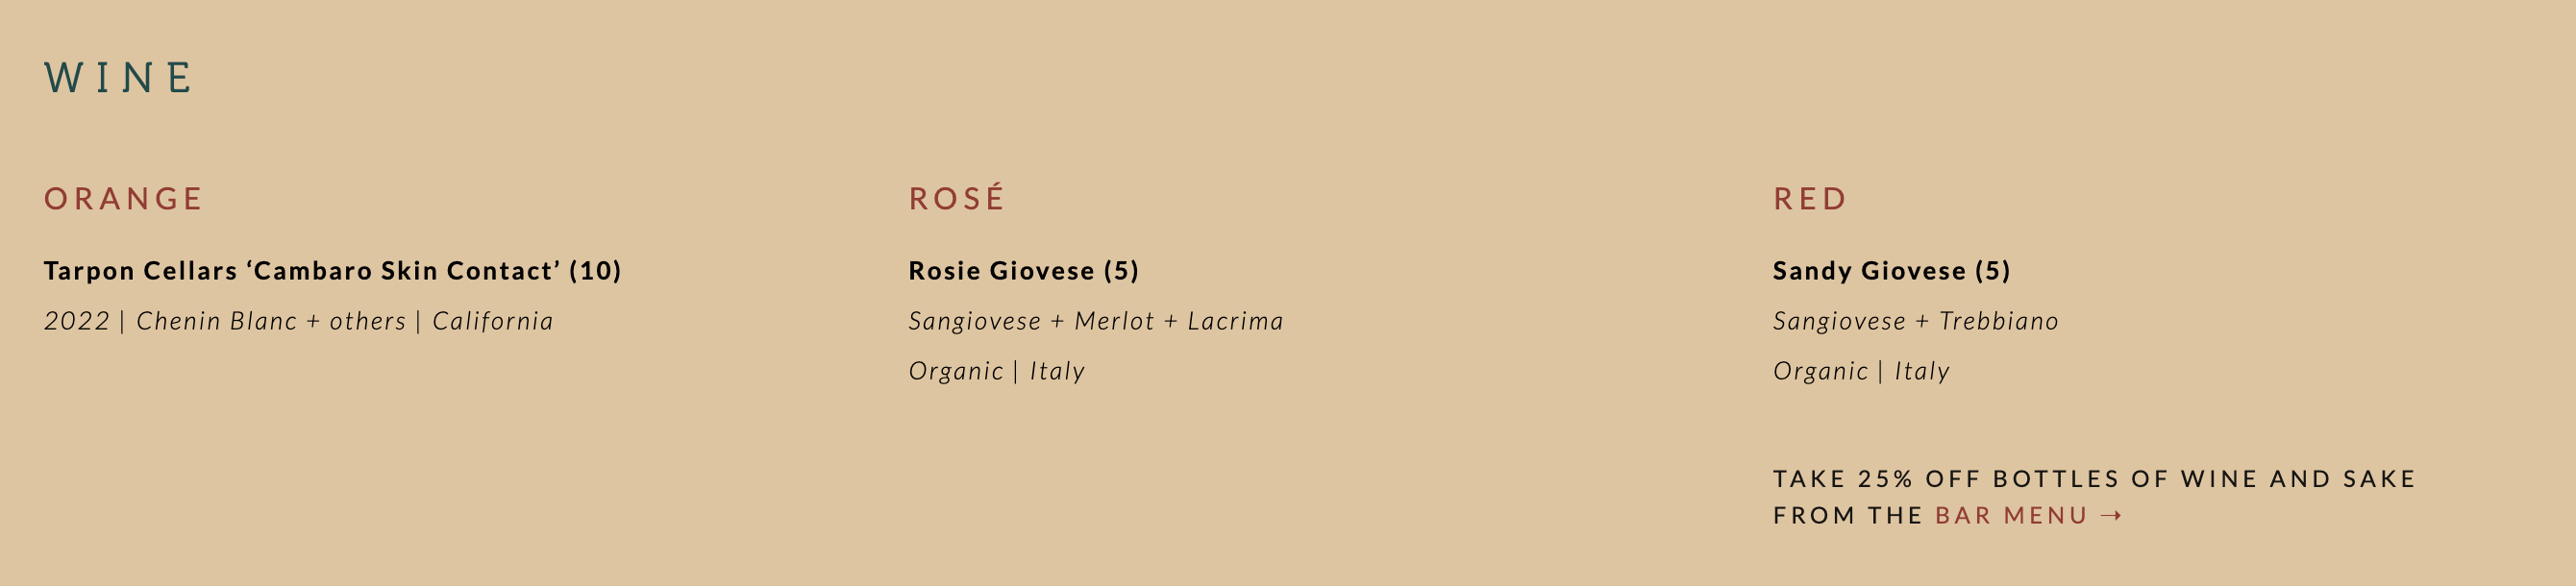 WINE
ORANGE
Tarpon Cellars ‘Cambaro Skin Contact’ (10)
2022 | Chenin Blanc + others | California
ROSÉ
Rosie Giovese (5)
Sangiovese + Merlot + Lacrima
Organic | Italy
RED
Sandy Giovese (5)
Sangiovese + Trebbiano
Organic | Italy
TAKE 25% OFF BOTTLES OF WINE AND SAKE
FROM THE BAR MENU →